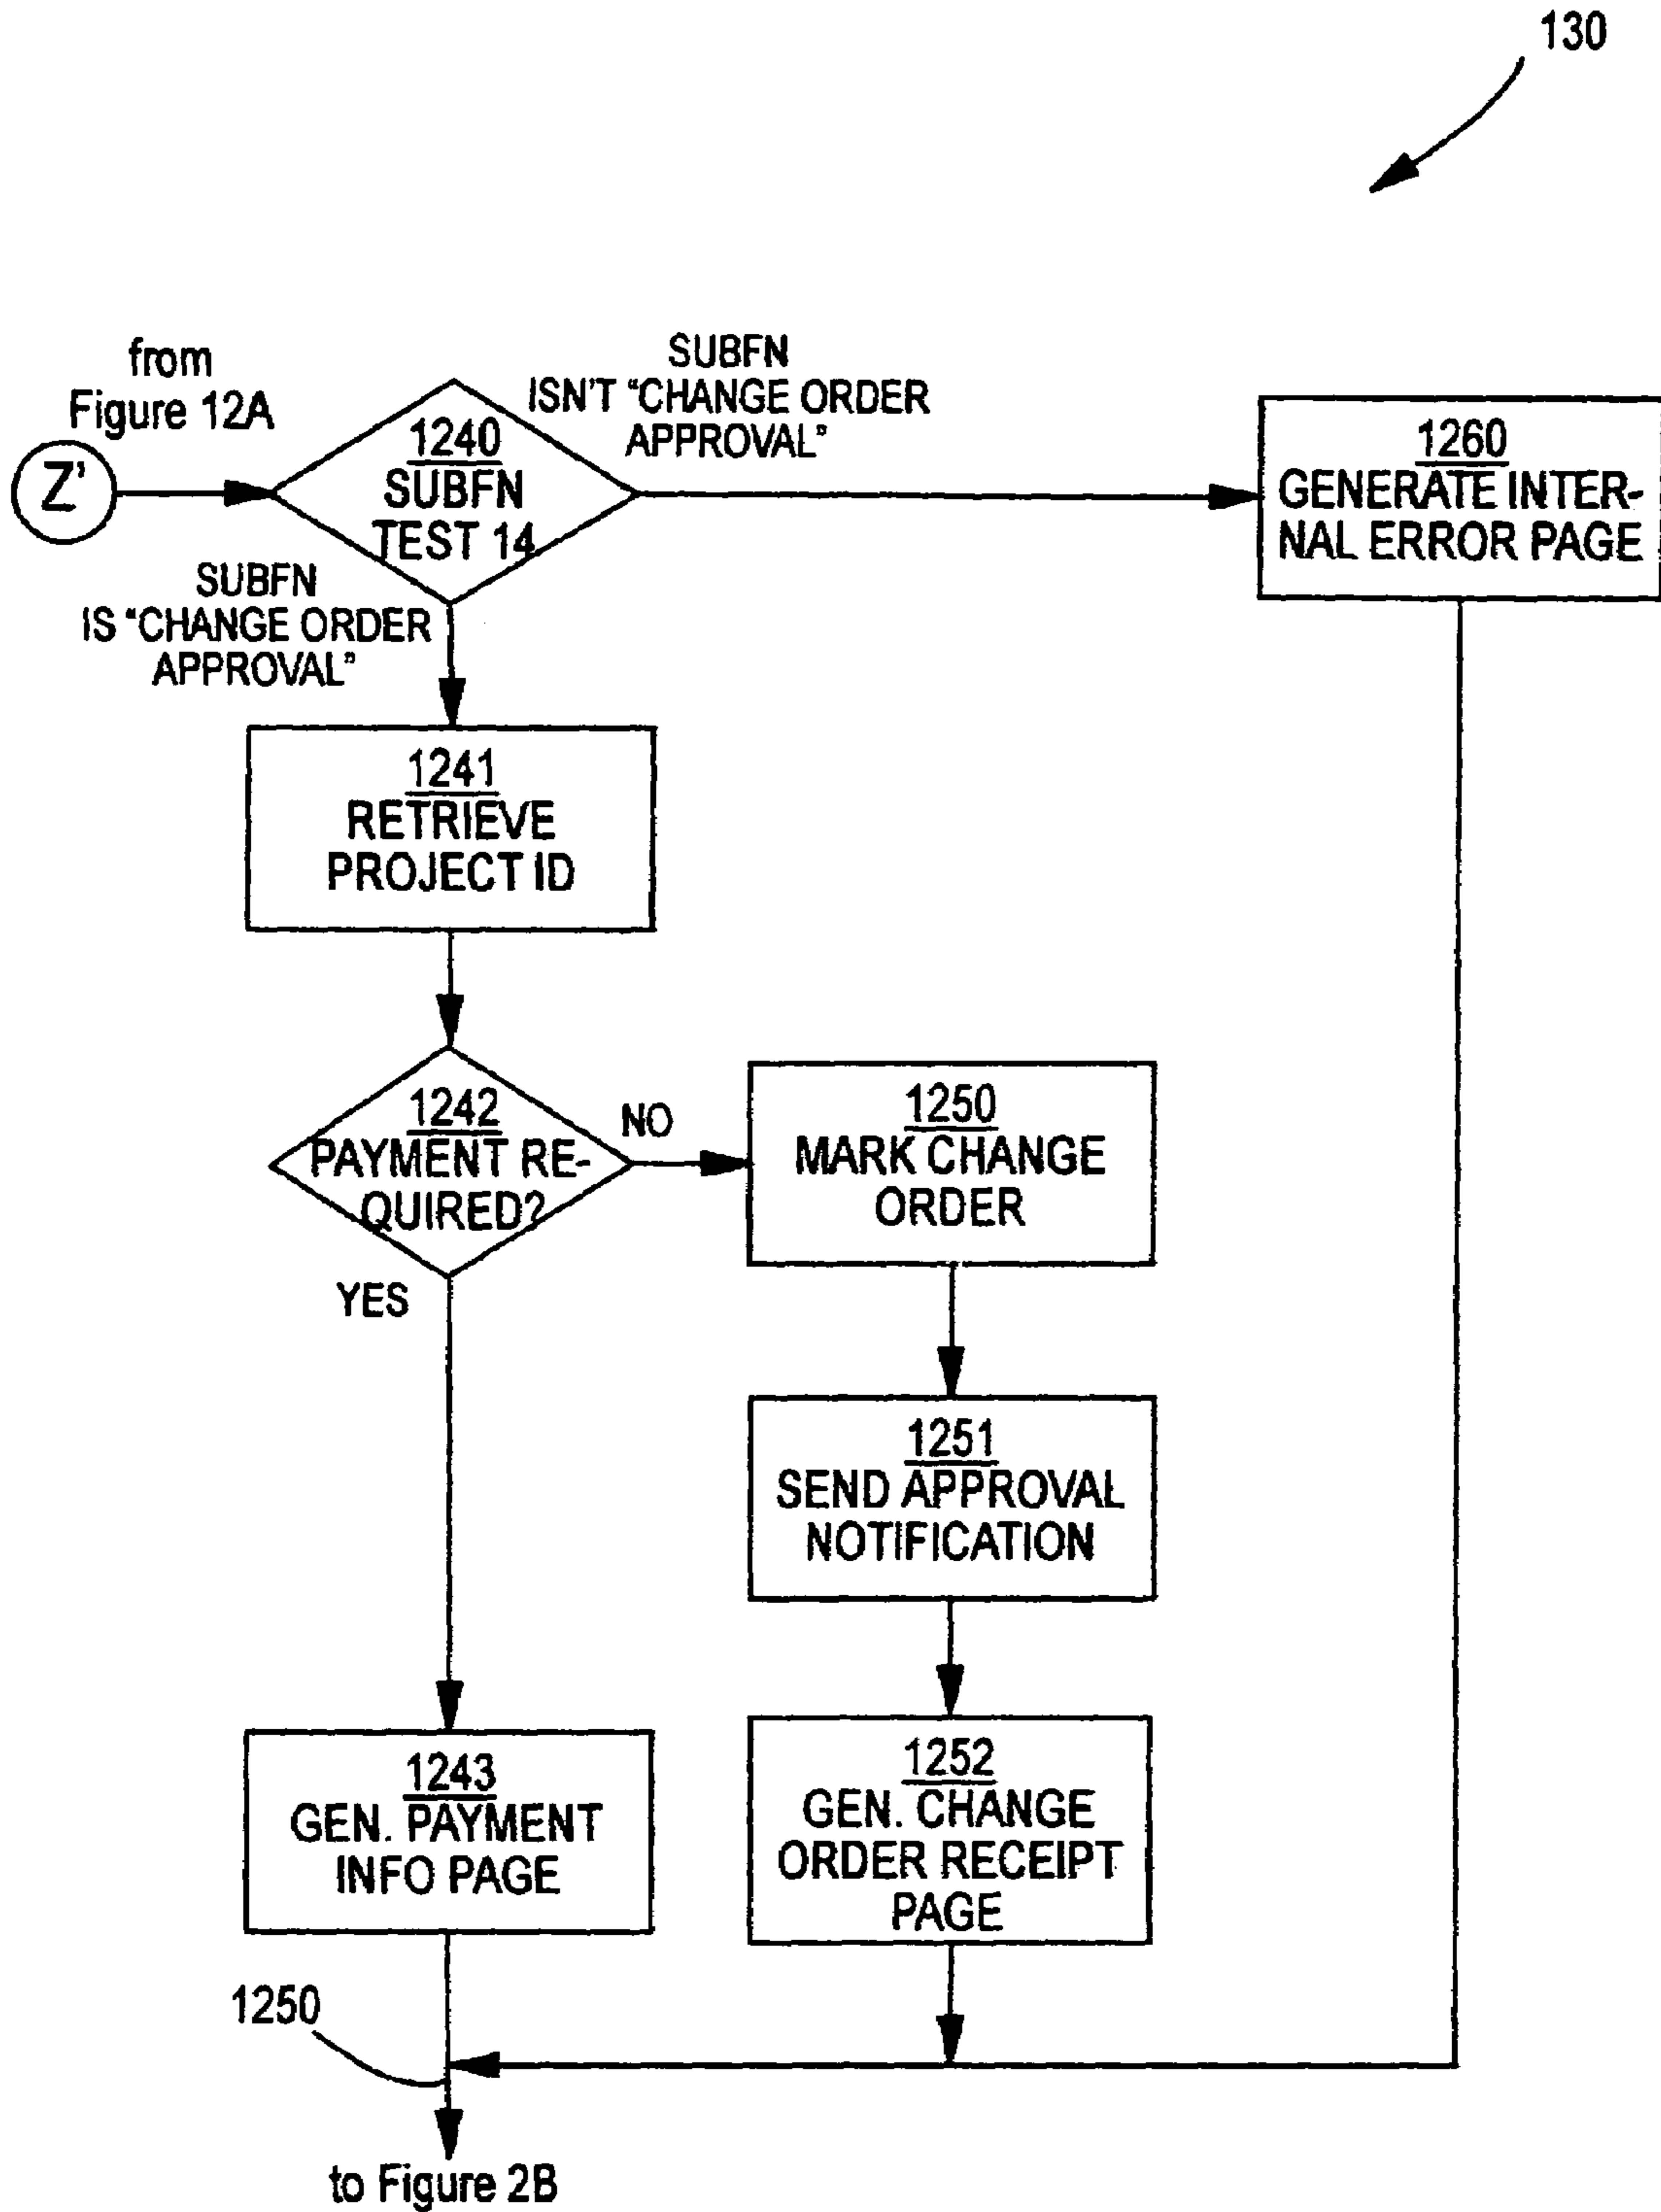 130
from
Figure 12A
Z'
1240
SUBFN
TEST 14
SUBFN
ISN'T "CHANGE ORDER
APPROVAL"
1260
GENERATE INTER-
NAL ERROR PAGE
SUBFN
IS "CHANGE ORDER
APPROVAL"
1241
RETRIEVE
PROJECT ID
1242
PAYMENT RE-
QUIRED?
NO
YES
1250
MARK CHANGE
ORDER
1251
SEND APPROVAL
NOTIFICATION
1243
GEN. PAYMENT
INFO PAGE
1252
GEN. CHANGE
ORDER RECEIPT
PAGE
1250
to Figure 2B